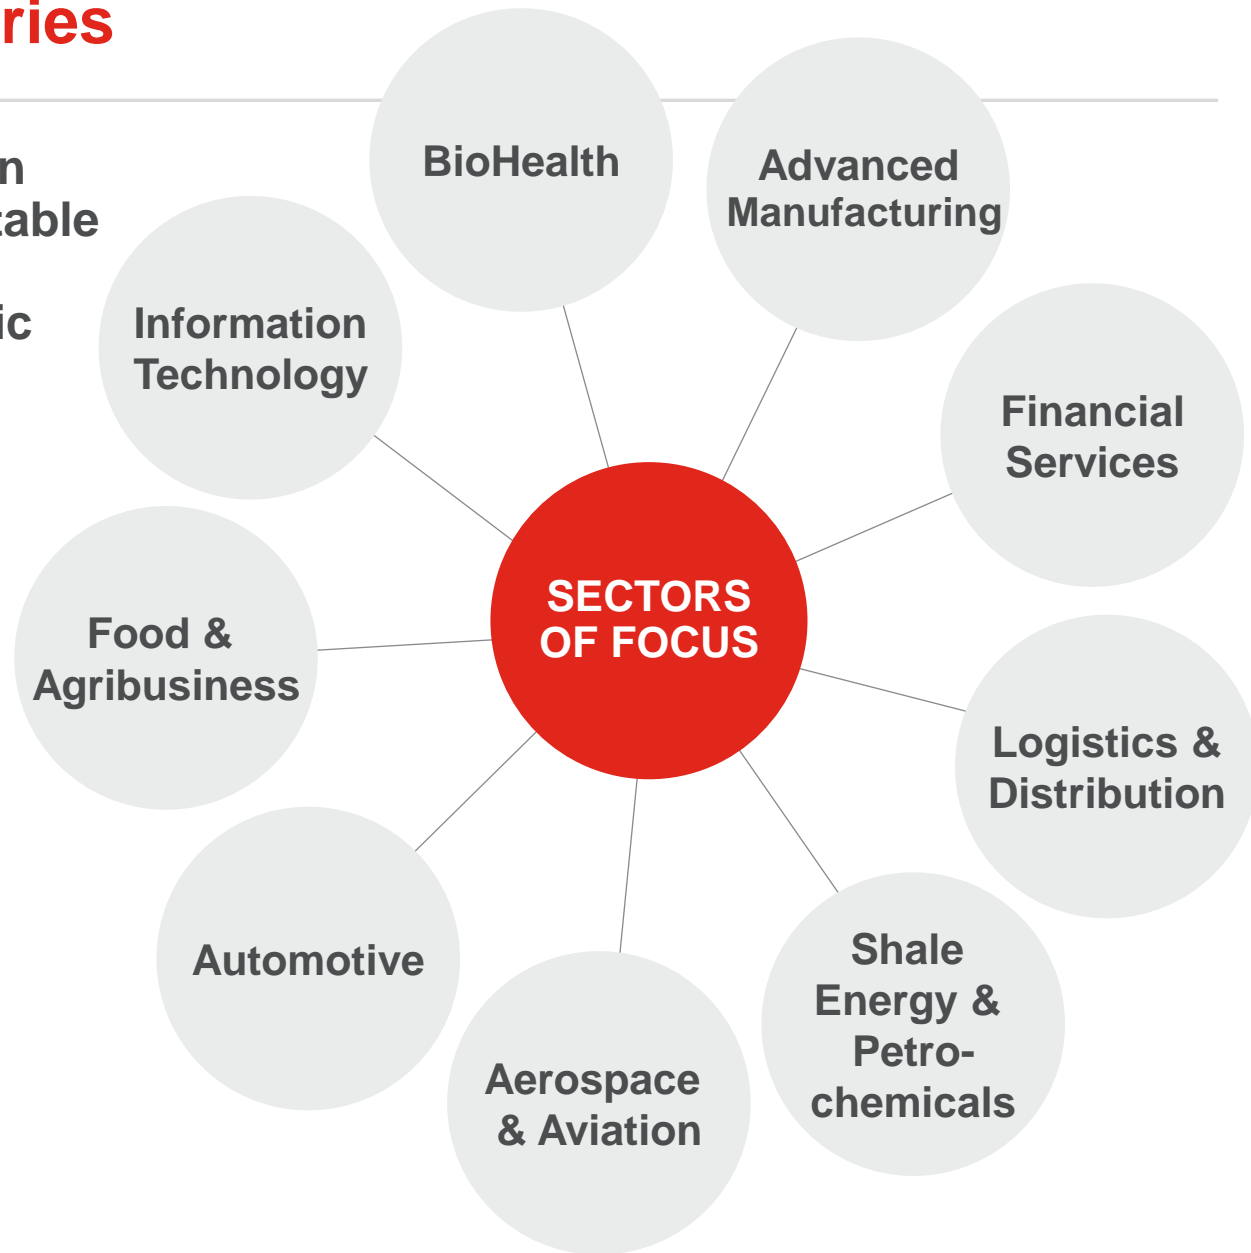 ries
n
table
ic
BioHealth
Advanced
Manufacturing
Information
Technology
Financial
Services
SECTORS
OF FOCUS
Food &
Agribusiness
Logistics &
Distribution
Automotive
Shale
Energy &
Petro-
chemicals
Aerospace
& Aviation